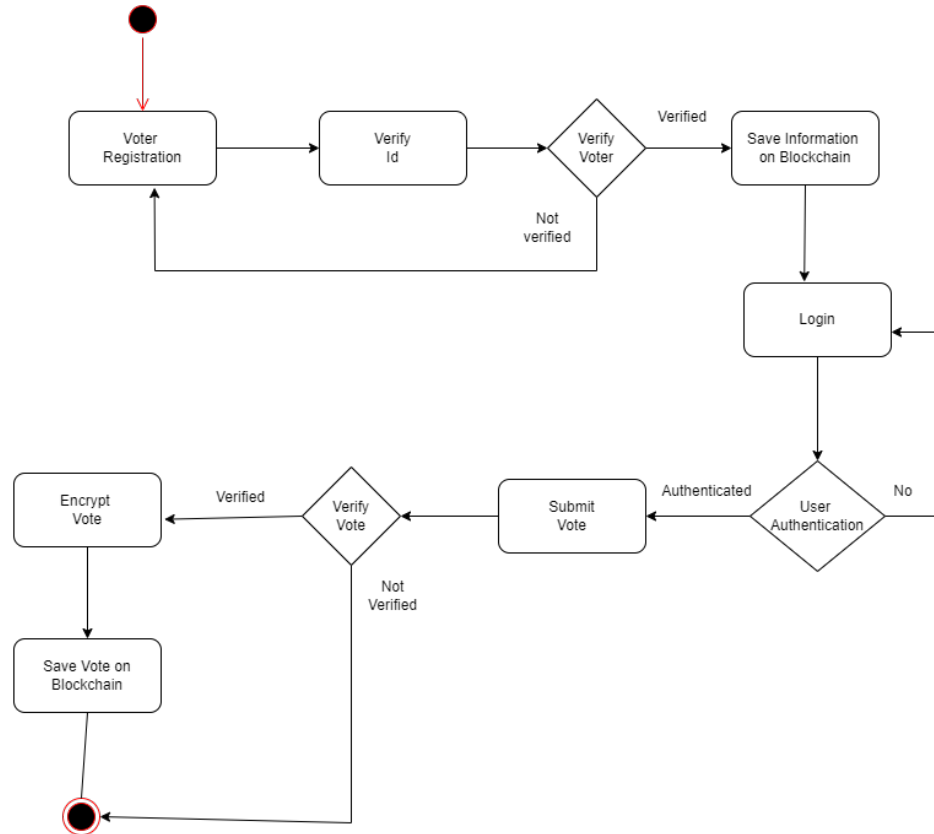 Voter
Registration
Verify
Id
Verify
Voter
Verified
Save Information
on Blockchain
Not
verified
Login
Encrypt
Vote
Verified
Verify
Vote
Submit
Vote
Authenticated
User
Authentication
No
Not
Verified
Save Vote on
Blockchain